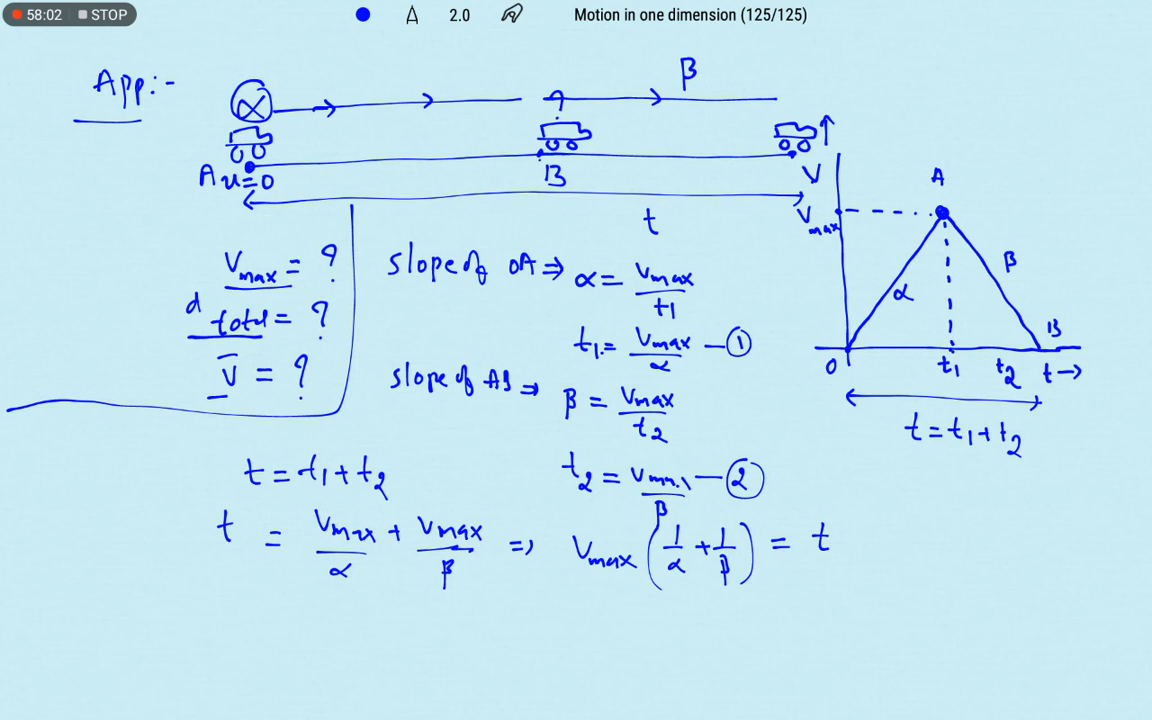 58:02 STOP 2.0 Motion in one dimension (125/125)
App:-
α β
A u=0 B
t
V
Vmax
A
α β
O t1 t2 B t→
t=t1+t2
Vmax = ?
d total = ?
V̄ = ?
slope of OA ⇒ α = Vmax/t1
t1 = Vmax/α —①
slope of AB ⇒ β = Vmax/t2
t2 = Vmax/β —②
t = t1+t2
t = Vmax/α + Vmax/β ⇒ Vmax(1/α + 1/β) = t